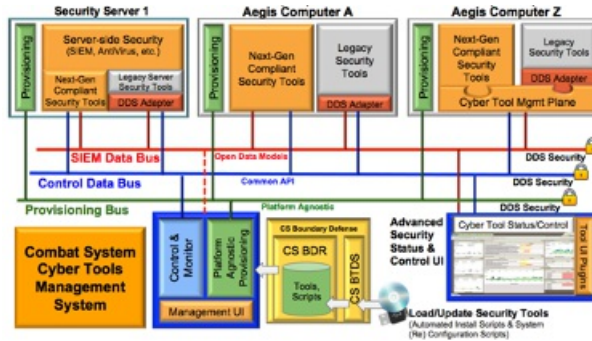 Security Server 1
Aegis Computer A
Aegis Computer Z
Provisioning
Server-side Security
(SIEM, AntiVirus, etc.)
Next-Gen
Compliant
Security Tools
Legacy Server
Security Tools
DDS Adapter
Provisioning
Next-Gen
Compliant
Security Tools
Legacy
Security
Tools
DDS Adapter
Provisioning
Next-Gen
Compliant
Security Tools
Legacy
Security Tools
DDS Adapter
Cyber Tool Mgmt Plane
SIEM Data Bus
Open Data Models
DDS Security
Control Data Bus
Common API
DDS Security
Provisioning Bus
Platform Agnostic
DDS Security
Combat System
Cyber Tools
Management
System
Control &
Monitor
Platform
Agnostic
Provisioning
Management UI
CS Boundary Defense
CS BDR
Tools,
Scripts
CS BTDS
Advanced
Security
Status &
Control UI
Cyber Tool Status/Control
Tool UI Plugins
Load/Update Security Tools
(Automated Install Scripts & System
(Re) Configuration Scripts)